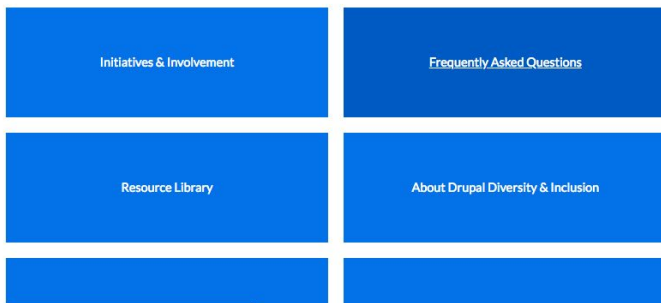 Initiatives & Involvement
Frequently Asked Questions
Resource Library
About Drupal Diversity & Inclusion